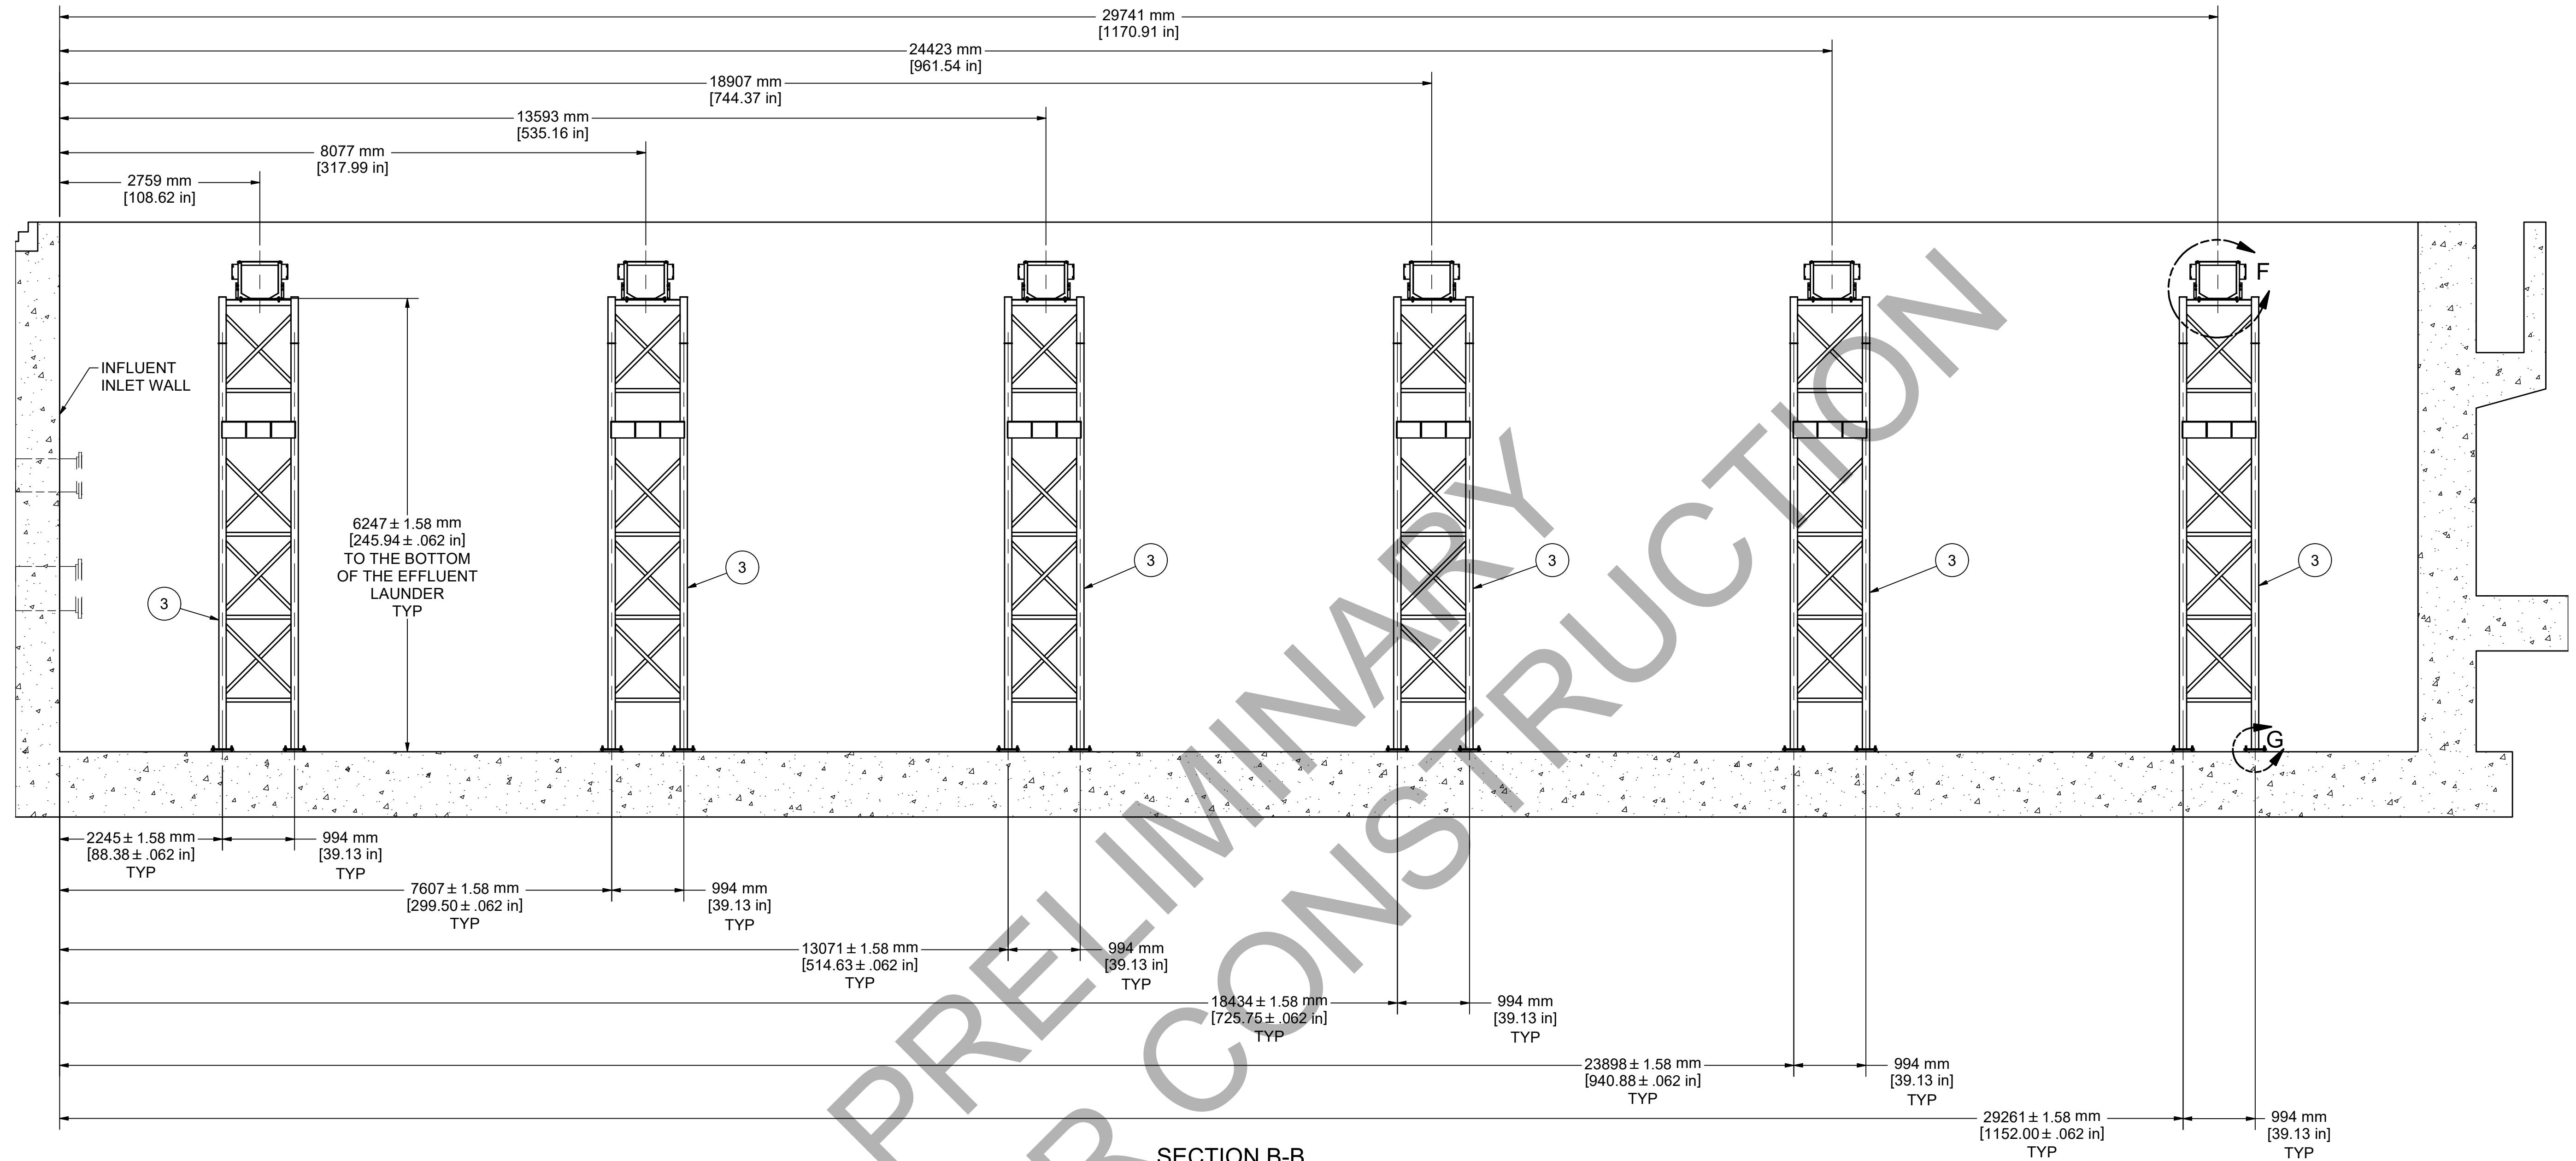 29741 mm
[1170.91 in]
24423 mm
[961.54 in]
18907 mm
[744.37 in]
13593 mm
[535.16 in]
8077 mm
[317.99 in]
2759 mm
[108.62 in]
F
INFLUENT
INLET WALL
6247 ± 1.58 mm
[245.94 ± .062 in]
TO THE BOTTOM
OF THE EFFLUENT
LAUNDER
TYP
3
3
3
3
3
3
G
2245 ± 1.58 mm
[88.38 ± .062 in]
TYP
994 mm
[39.13 in]
TYP
7607 ± 1.58 mm
[299.50 ± .062 in]
TYP
994 mm
[39.13 in]
TYP
13071 ± 1.58 mm
[514.63 ± .062 in]
TYP
994 mm
[39.13 in]
TYP
18434 ± 1.58 mm
[725.75 ± .062 in]
TYP
994 mm
[39.13 in]
TYP
23898 ± 1.58 mm
[940.88 ± .062 in]
TYP
994 mm
[39.13 in]
TYP
29261 ± 1.58 mm
[1152.00 ± .062 in]
TYP
994 mm
[39.13 in]
TYP
SECTION B-B
PRELIMINARY
CONSTRUCTION